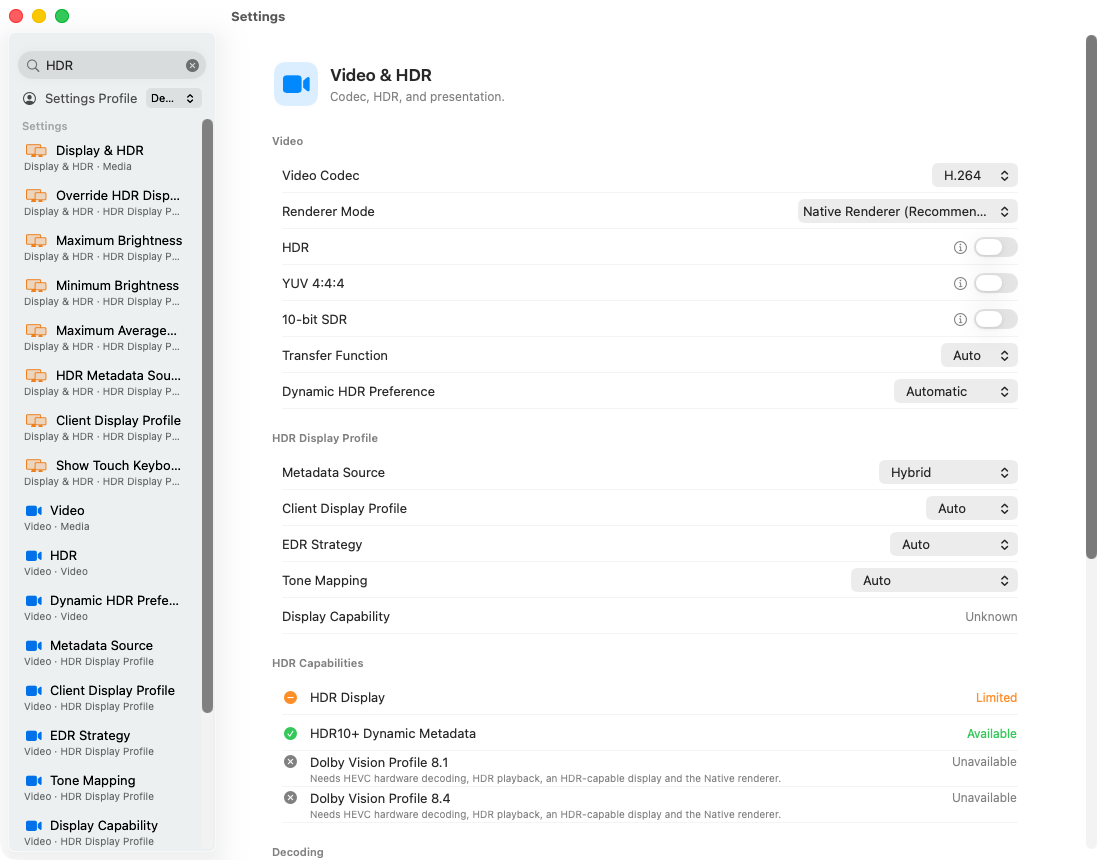 Settings
HDR
Settings Profile
De...
Settings
Display & HDR
Display & HDR · Media
Override HDR Disp...
Display & HDR · HDR Display P...
Maximum Brightness
Display & HDR · HDR Display P...
Minimum Brightness
Display & HDR · HDR Display P...
Maximum Average...
Display & HDR · HDR Display P...
HDR Metadata Sou...
Display & HDR · HDR Display P...
Client Display Profile
Display & HDR · HDR Display P...
Show Touch Keybo...
Display & HDR · HDR Display P...
Video
Video · Media
HDR
Video · Video
Dynamic HDR Prefe...
Video · Video
Metadata Source
Video · HDR Display Profile
Client Display Profile
Video · HDR Display Profile
EDR Strategy
Video · HDR Display Profile
Tone Mapping
Video · HDR Display Profile
Display Capability
Video · HDR Display Profile
Video & HDR
Codec, HDR, and presentation.
Video
Video Codec H.264
Renderer Mode Native Renderer (Recommen...
HDR
YUV 4:4:4
10-bit SDR
Transfer Function Auto
Dynamic HDR Preference Automatic
HDR Display Profile
Metadata Source Hybrid
Client Display Profile Auto
EDR Strategy Auto
Tone Mapping Auto
Display Capability Unknown
HDR Capabilities
HDR Display Limited
HDR10+ Dynamic Metadata Available
Dolby Vision Profile 8.1 Unavailable
Needs HEVC hardware decoding, HDR playback, an HDR-capable display and the Native renderer.
Dolby Vision Profile 8.4 Unavailable
Needs HEVC hardware decoding, HDR playback, an HDR-capable display and the Native renderer.
Decoding